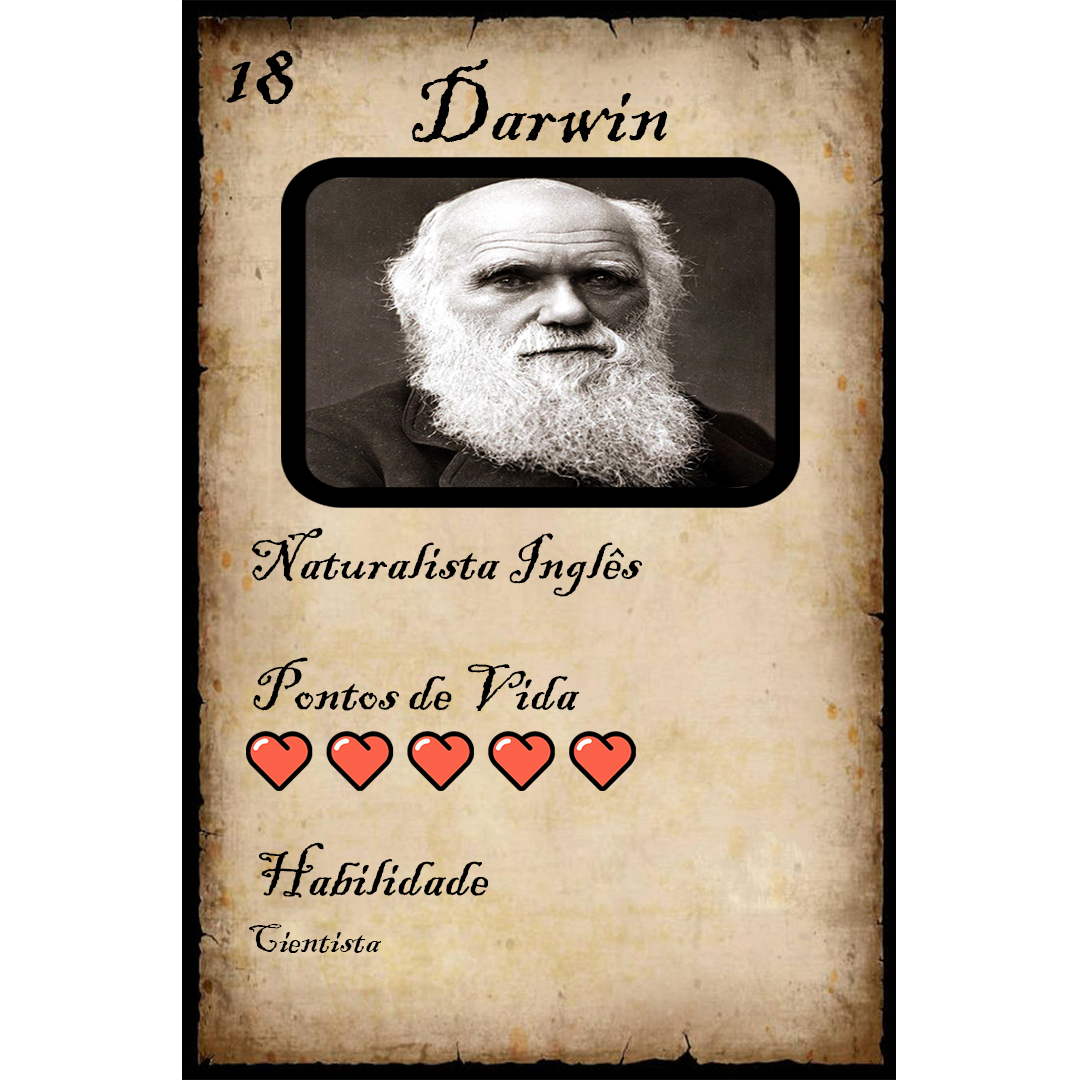 18
Darwin
Naturalista Inglês
Pontos de Vida
Habilidade
Cientista